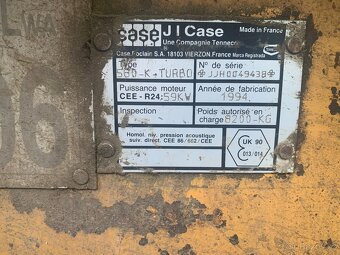 case J I Case Made in France
Une Compagnie Tenneco
Case Poclain S.A. 18103 VIERZON. France Marca Registrada
Type N° de série
580-K-TURBO ✠ JJH0049438 ✠
Puissance moteur Année de fabrication
CEE - R24: 59KW 1994
Inspection Poids autorisé en
charge 8200-KG
Homol. niv. pression acoustique
suiv. direct. CEE 86/662/CEE
UK 90
013/014